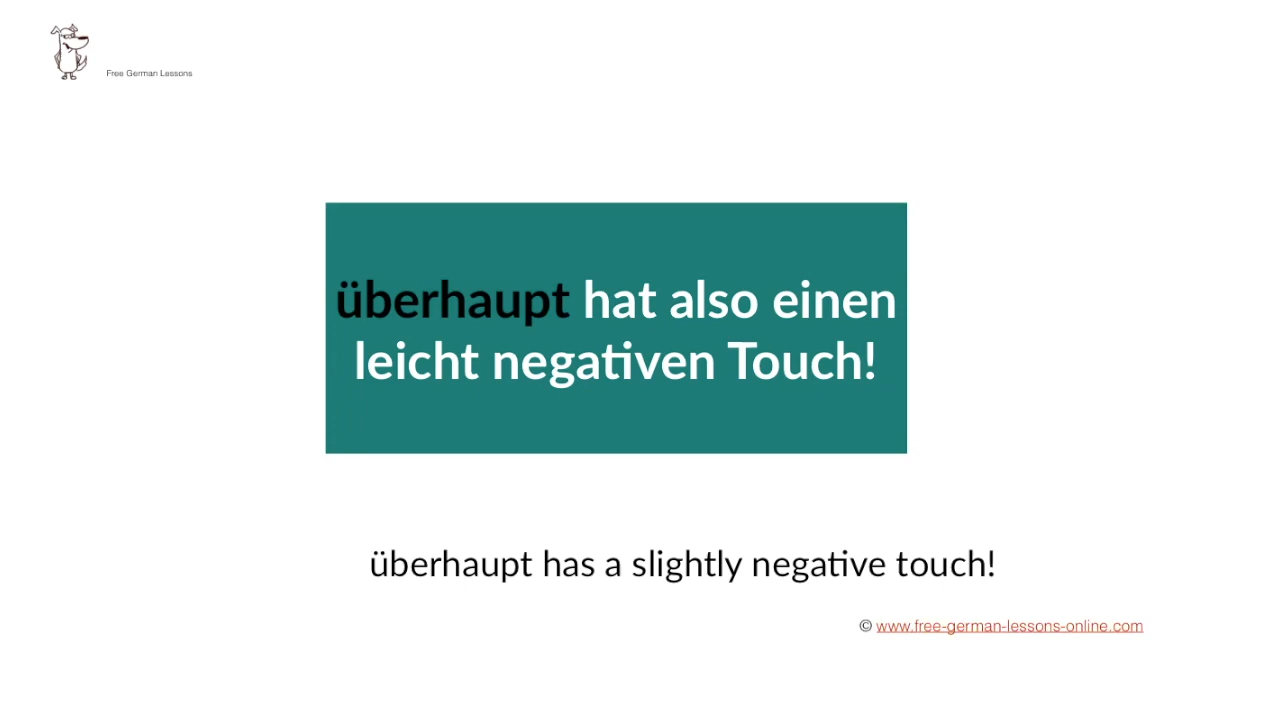 Free German Lessons
überhaupt hat also einen
leicht negativen Touch!
überhaupt has a slightly negative touch!
© www.free-german-lessons-online.com